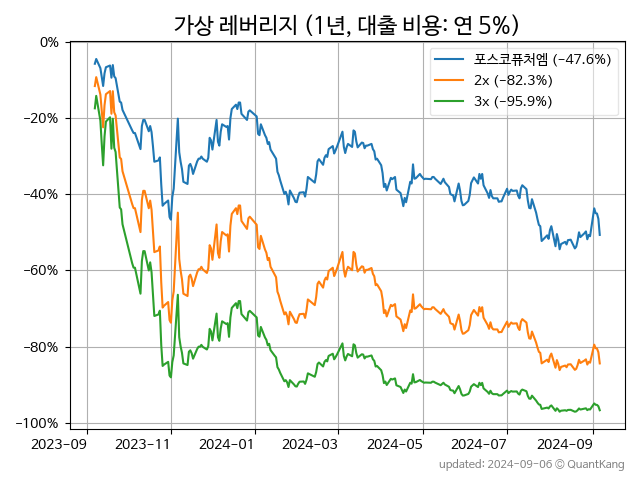 가상 레버리지 (1년, 대출 비용: 연 5%)
0%
−20%
−40%
−60%
−80%
−100%
포스코퓨처엠 (−47.6%)
2x (−82.3%)
3x (−95.9%)
2023-09 2023-11 2024-01 2024-03 2024-05 2024-07 2024-09
updated: 2024-09-06 © QuantKang